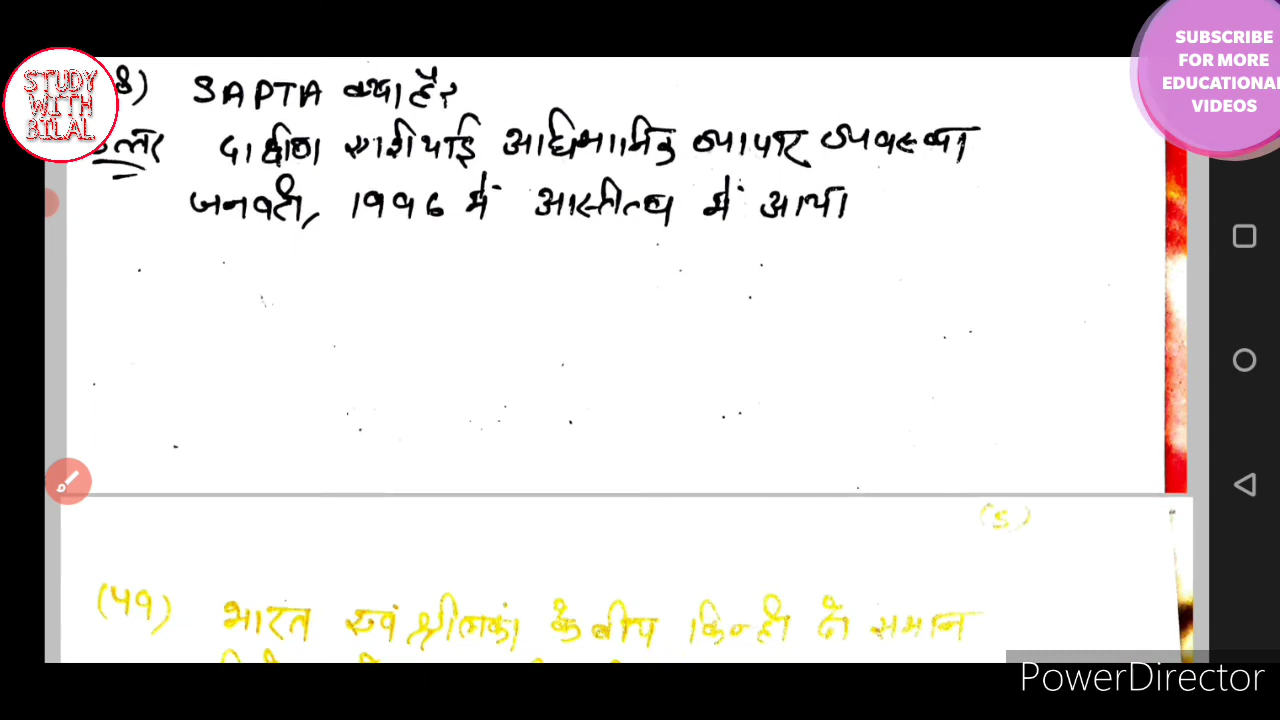 SUBSCRIBE
FOR MORE
EDUCATIONAL
VIDEOS
STUDY
WITH
BILAL
8) SAPTA क्या है?
उत्तर दक्षिण एशियाई अधिमानिक व्यापार व्यवस्था
जनवरी, 1996 में अस्तित्व में आया
(5)
(49) भारत एवं श्रीलंका के बीच किन्ही दो समान
PowerDirector